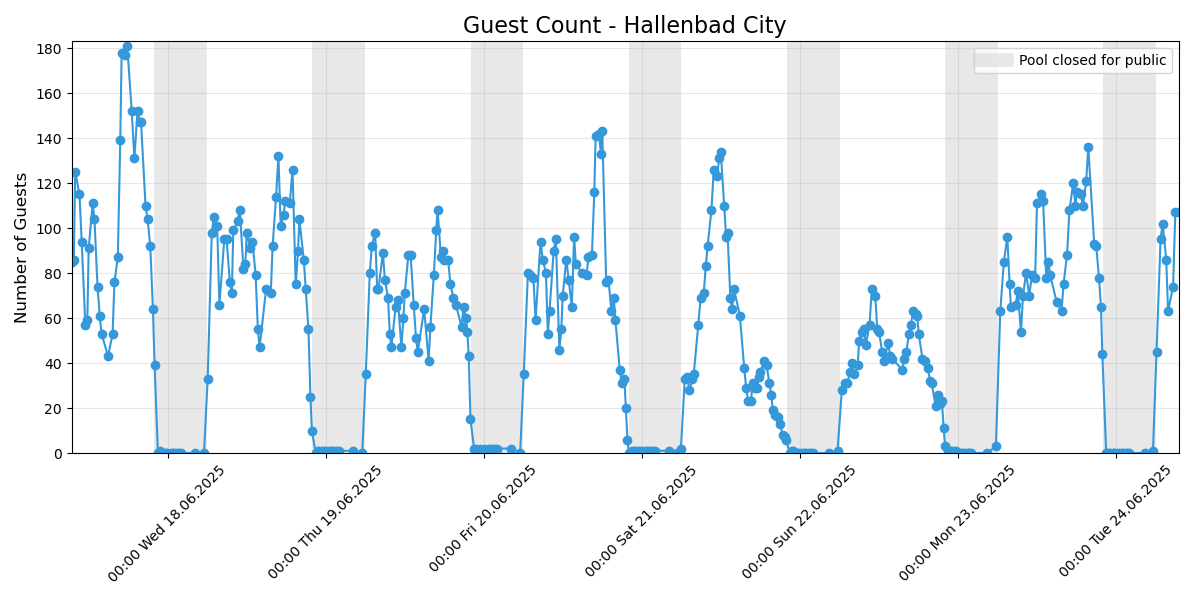 Guest Count - Hallenbad City
Pool closed for public
Number of Guests
180
160
140
120
100
80
60
40
20
0
00:00 Wed 18.06.2025
00:00 Thu 19.06.2025
00:00 Fri 20.06.2025
00:00 Sat 21.06.2025
00:00 Sun 22.06.2025
00:00 Mon 23.06.2025
00:00 Tue 24.06.2025